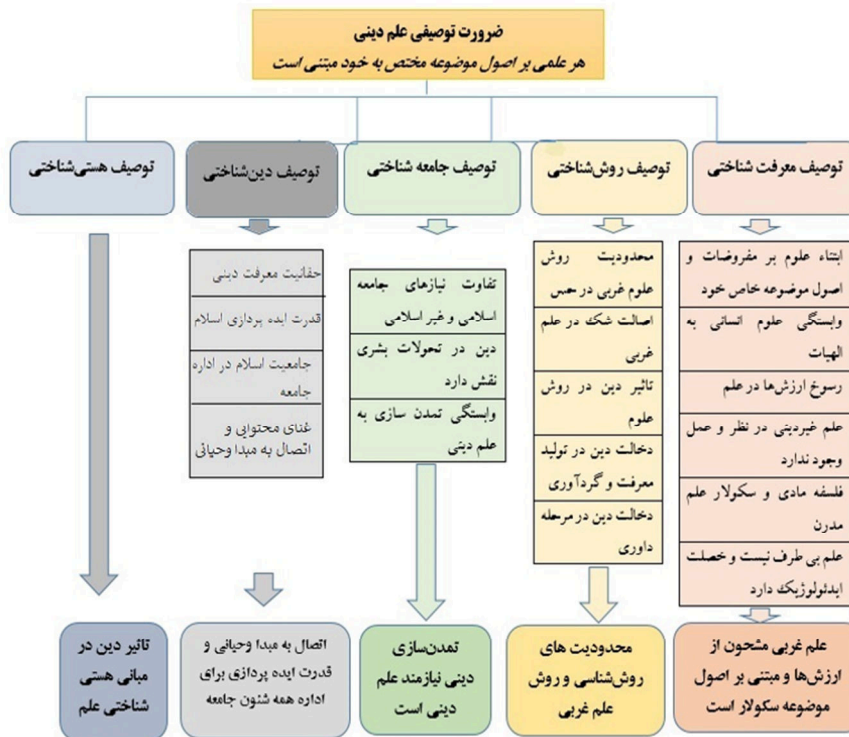 ضرورت توصیفی علم دینی
هر علمی بر اصول موضوعه مختص به خود مبتنی است
توصیف معرفت شناختی
توصیف روش‌شناختی
توصیف جامعه شناختی
توصیف دین‌شناختی
توصیف هستی‌شناختی
ابتناء علوم بر مفروضات و
اصول موضوعه خاص خود
وابستگی علوم انسانی به
الهیات
رسوخ ارزش‌ها در علم
علم غیردینی در نظر و عمل
وجود ندارد
فلسفه مادی و سکولار علم
مدرن
علم بی طرف نیست و خصلت
ایدئولوژیک دارد
علم غربی مشحون از
ارزش‌ها و مبتنی بر اصول
موضوعه سکولار است
محدودیت روش
علوم غربی در حس
اصالت شک در علم
غربی
تاثیر دین در روش
علوم
دخالت دین در تولید
معرفت و گردآوری
دخالت دین در مرحله
داوری
محدودیت های
روش‌شناسی و روش
علم غربی
تفاوت نیازهای جامعه
اسلامی و غیر اسلامی
دین در تحولات بشری
نقش دارد
وابستگی تمدن سازی به
علم دینی
تمدن‌سازی
دینی نیازمند علم
دینی است
حقانیت معرفت دینی
قدرت ایده پردازی اسلام
جامعیت اسلام در اداره
جامعه
غنای محتوایی و
اتصال به مبدا وحیانی
اتصال به مبدا وحیانی و
قدرت ایده پردازی برای
اداره همه شئون جامعه
تاثیر دین در
مبانی هستی
شناختی علم